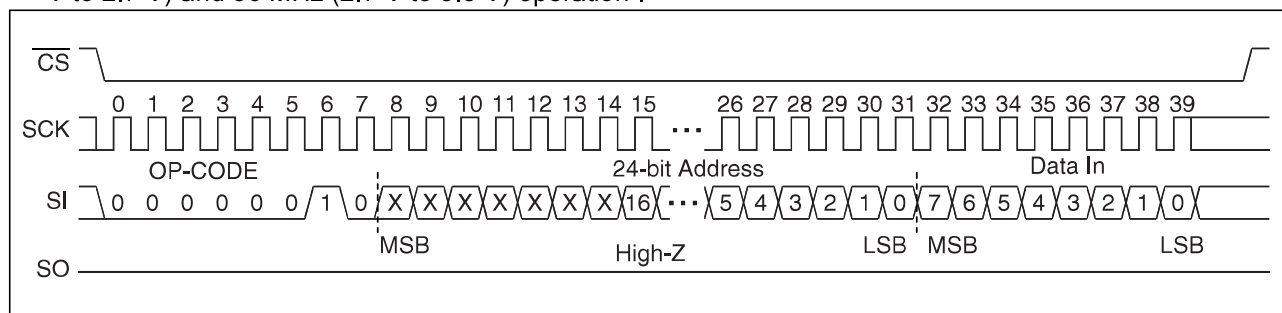 V to 2.7 V) and 33 MHz (2.7 V to 3.6 V) operation .
CS
0 1 2 3 4 5 6 7 8 9 10 11 12 13 14 15 ··· 26 27 28 29 30 31 32 33 34 35 36 37 38 39
SCK
OP-CODE 24-bit Address Data In
SI 0 0 0 0 0 0 1 0 X X X X X X X 16 ··· 5 4 3 2 1 0 7 6 5 4 3 2 1 0
MSB High-Z LSB MSB LSB
SO